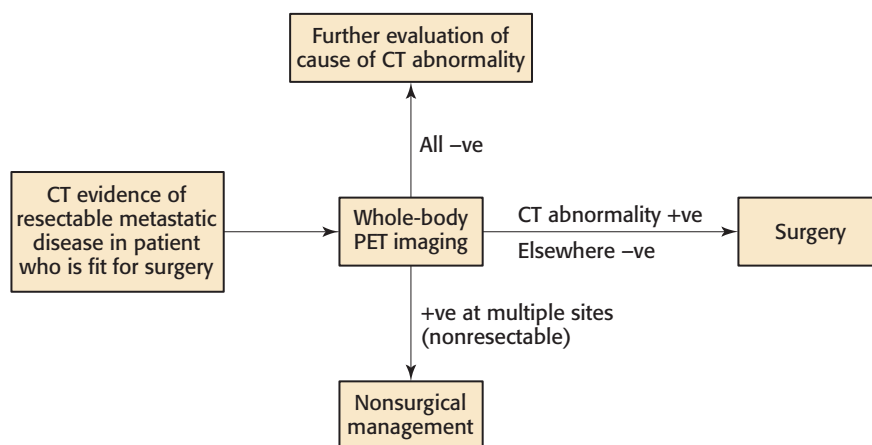 Further evaluation of
cause of CT abnormality
All –ve
CT evidence of
resectable metastatic
disease in patient
who is fit for surgery
Whole-body
PET imaging
CT abnormality +ve
Elsewhere –ve
Surgery
+ve at multiple sites
(nonresectable)
Nonsurgical
management